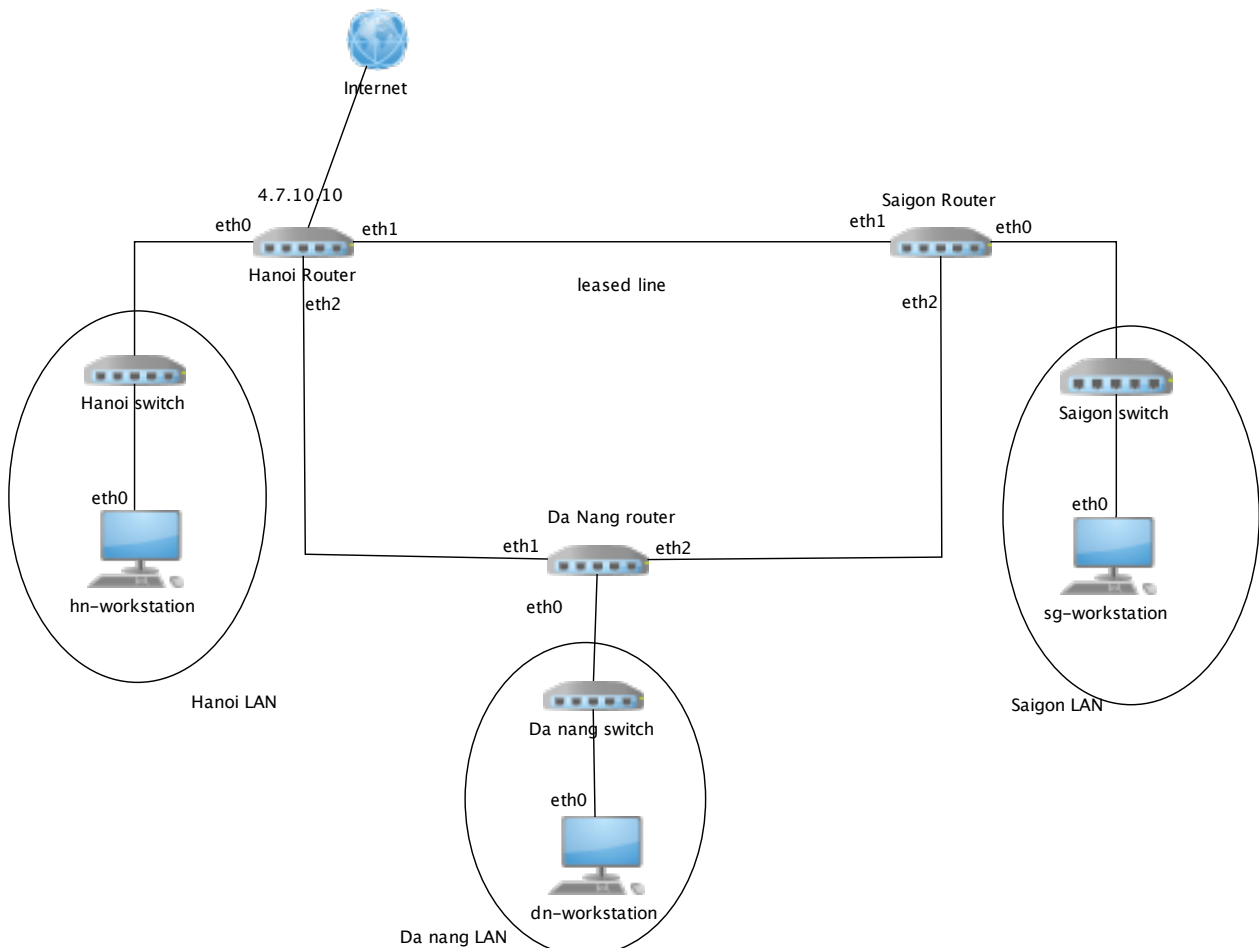 Internet
4.7.10.10
eth0
eth1
Hanoi Router
eth2
leased line
Saigon Router
eth1
eth0
eth2
Hanoi switch
eth0
hn-workstation
Hanoi LAN
Saigon switch
eth0
sg-workstation
Saigon LAN
Da Nang router
eth1
eth2
eth0
Da nang switch
eth0
dn-workstation
Da nang LAN